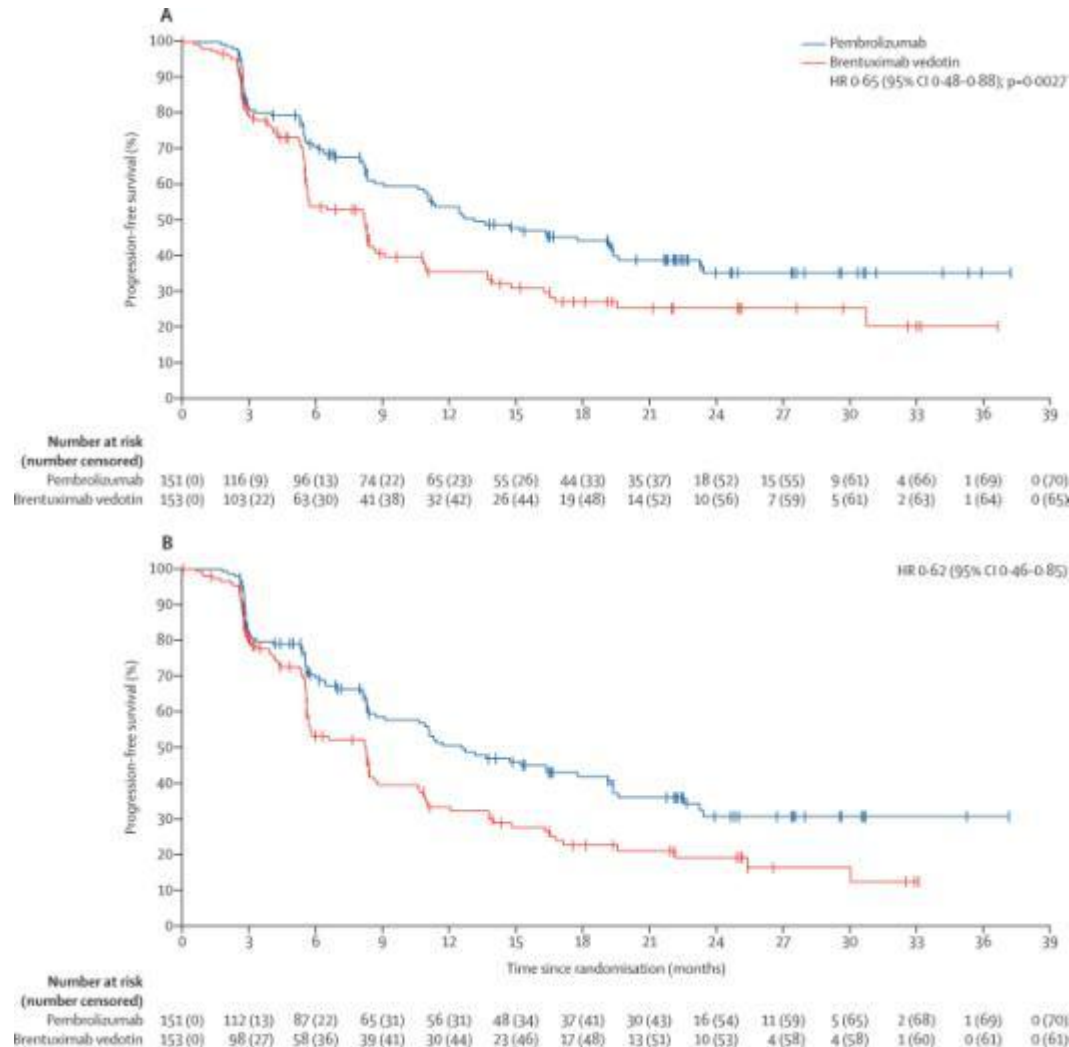 A
100
90
80
70
60
50
40
30
20
10
0
Progression-free survival (%)
Pembrolizumab
Brentuximab vedotin
HR 0·65 (95% CI 0·48–0·88); p=0·0027
0 3 6 9 12 15 18 21 24 27 30 33 36 39
Number at risk
(number censored)
Pembrolizumab 151 (0) 116 (9) 96 (13) 74 (22) 65 (23) 55 (26) 44 (33) 35 (37) 18 (52) 15 (55) 9 (61) 4 (66) 1 (69) 0 (70)
Brentuximab vedotin 153 (0) 103 (22) 63 (30) 41 (38) 32 (42) 26 (44) 19 (48) 14 (52) 10 (56) 7 (59) 5 (61) 2 (63) 1 (64) 0 (65)
B
100
90
80
70
60
50
40
30
20
10
0
Progression-free survival (%)
HR 0·62 (95% CI 0·46–0·85)
0 3 6 9 12 15 18 21 24 27 30 33 36 39
Time since randomisation (months)
Number at risk
(number censored)
Pembrolizumab 151 (0) 112 (13) 87 (22) 65 (31) 56 (31) 48 (34) 37 (41) 30 (43) 16 (54) 11 (59) 5 (65) 2 (68) 1 (69) 0 (70)
Brentuximab vedotin 153 (0) 98 (27) 58 (36) 39 (41) 30 (44) 23 (46) 17 (48) 13 (51) 10 (53) 4 (58) 4 (58) 1 (60) 0 (61) 0 (61)